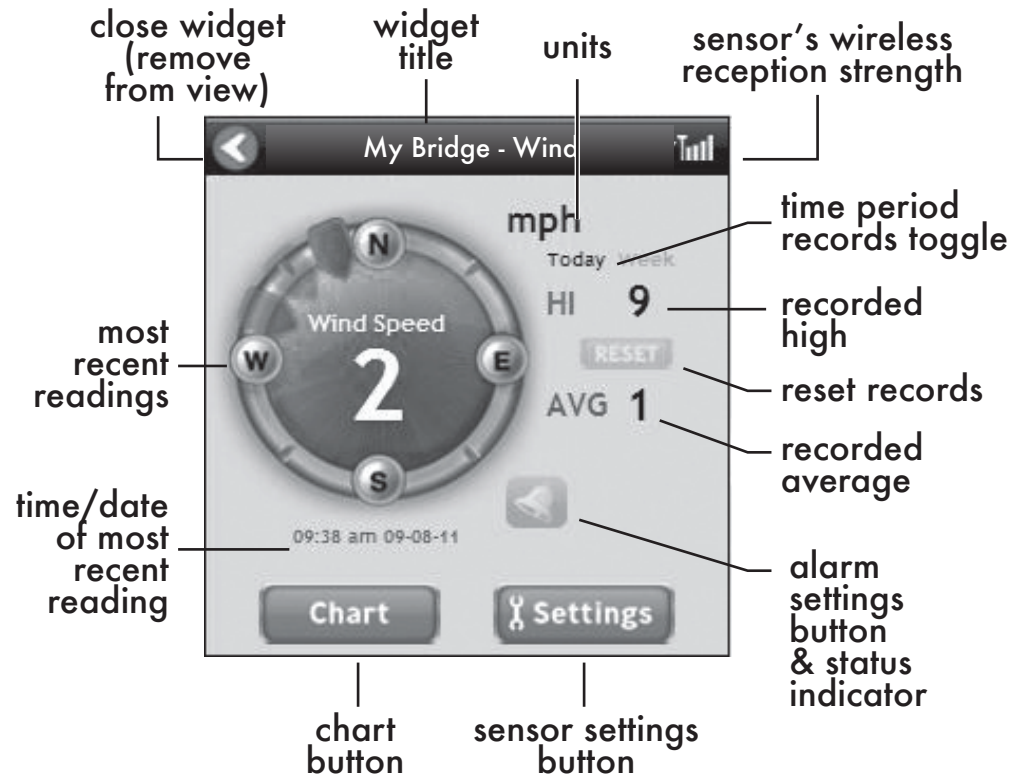 close widget
(remove
from view)
widget
title
units
sensor's wireless
reception strength
My Bridge - Wind
mph
time period
records toggle
Today Week
HI 9
recorded
high
N
Wind Speed
2
W
E
S
most
recent
readings
RESET
reset records
AVG 1
recorded
average
time/date
of most
recent
reading
09:38 am 09-08-11
alarm
settings
button
& status
indicator
Chart
Settings
chart
button
sensor settings
button